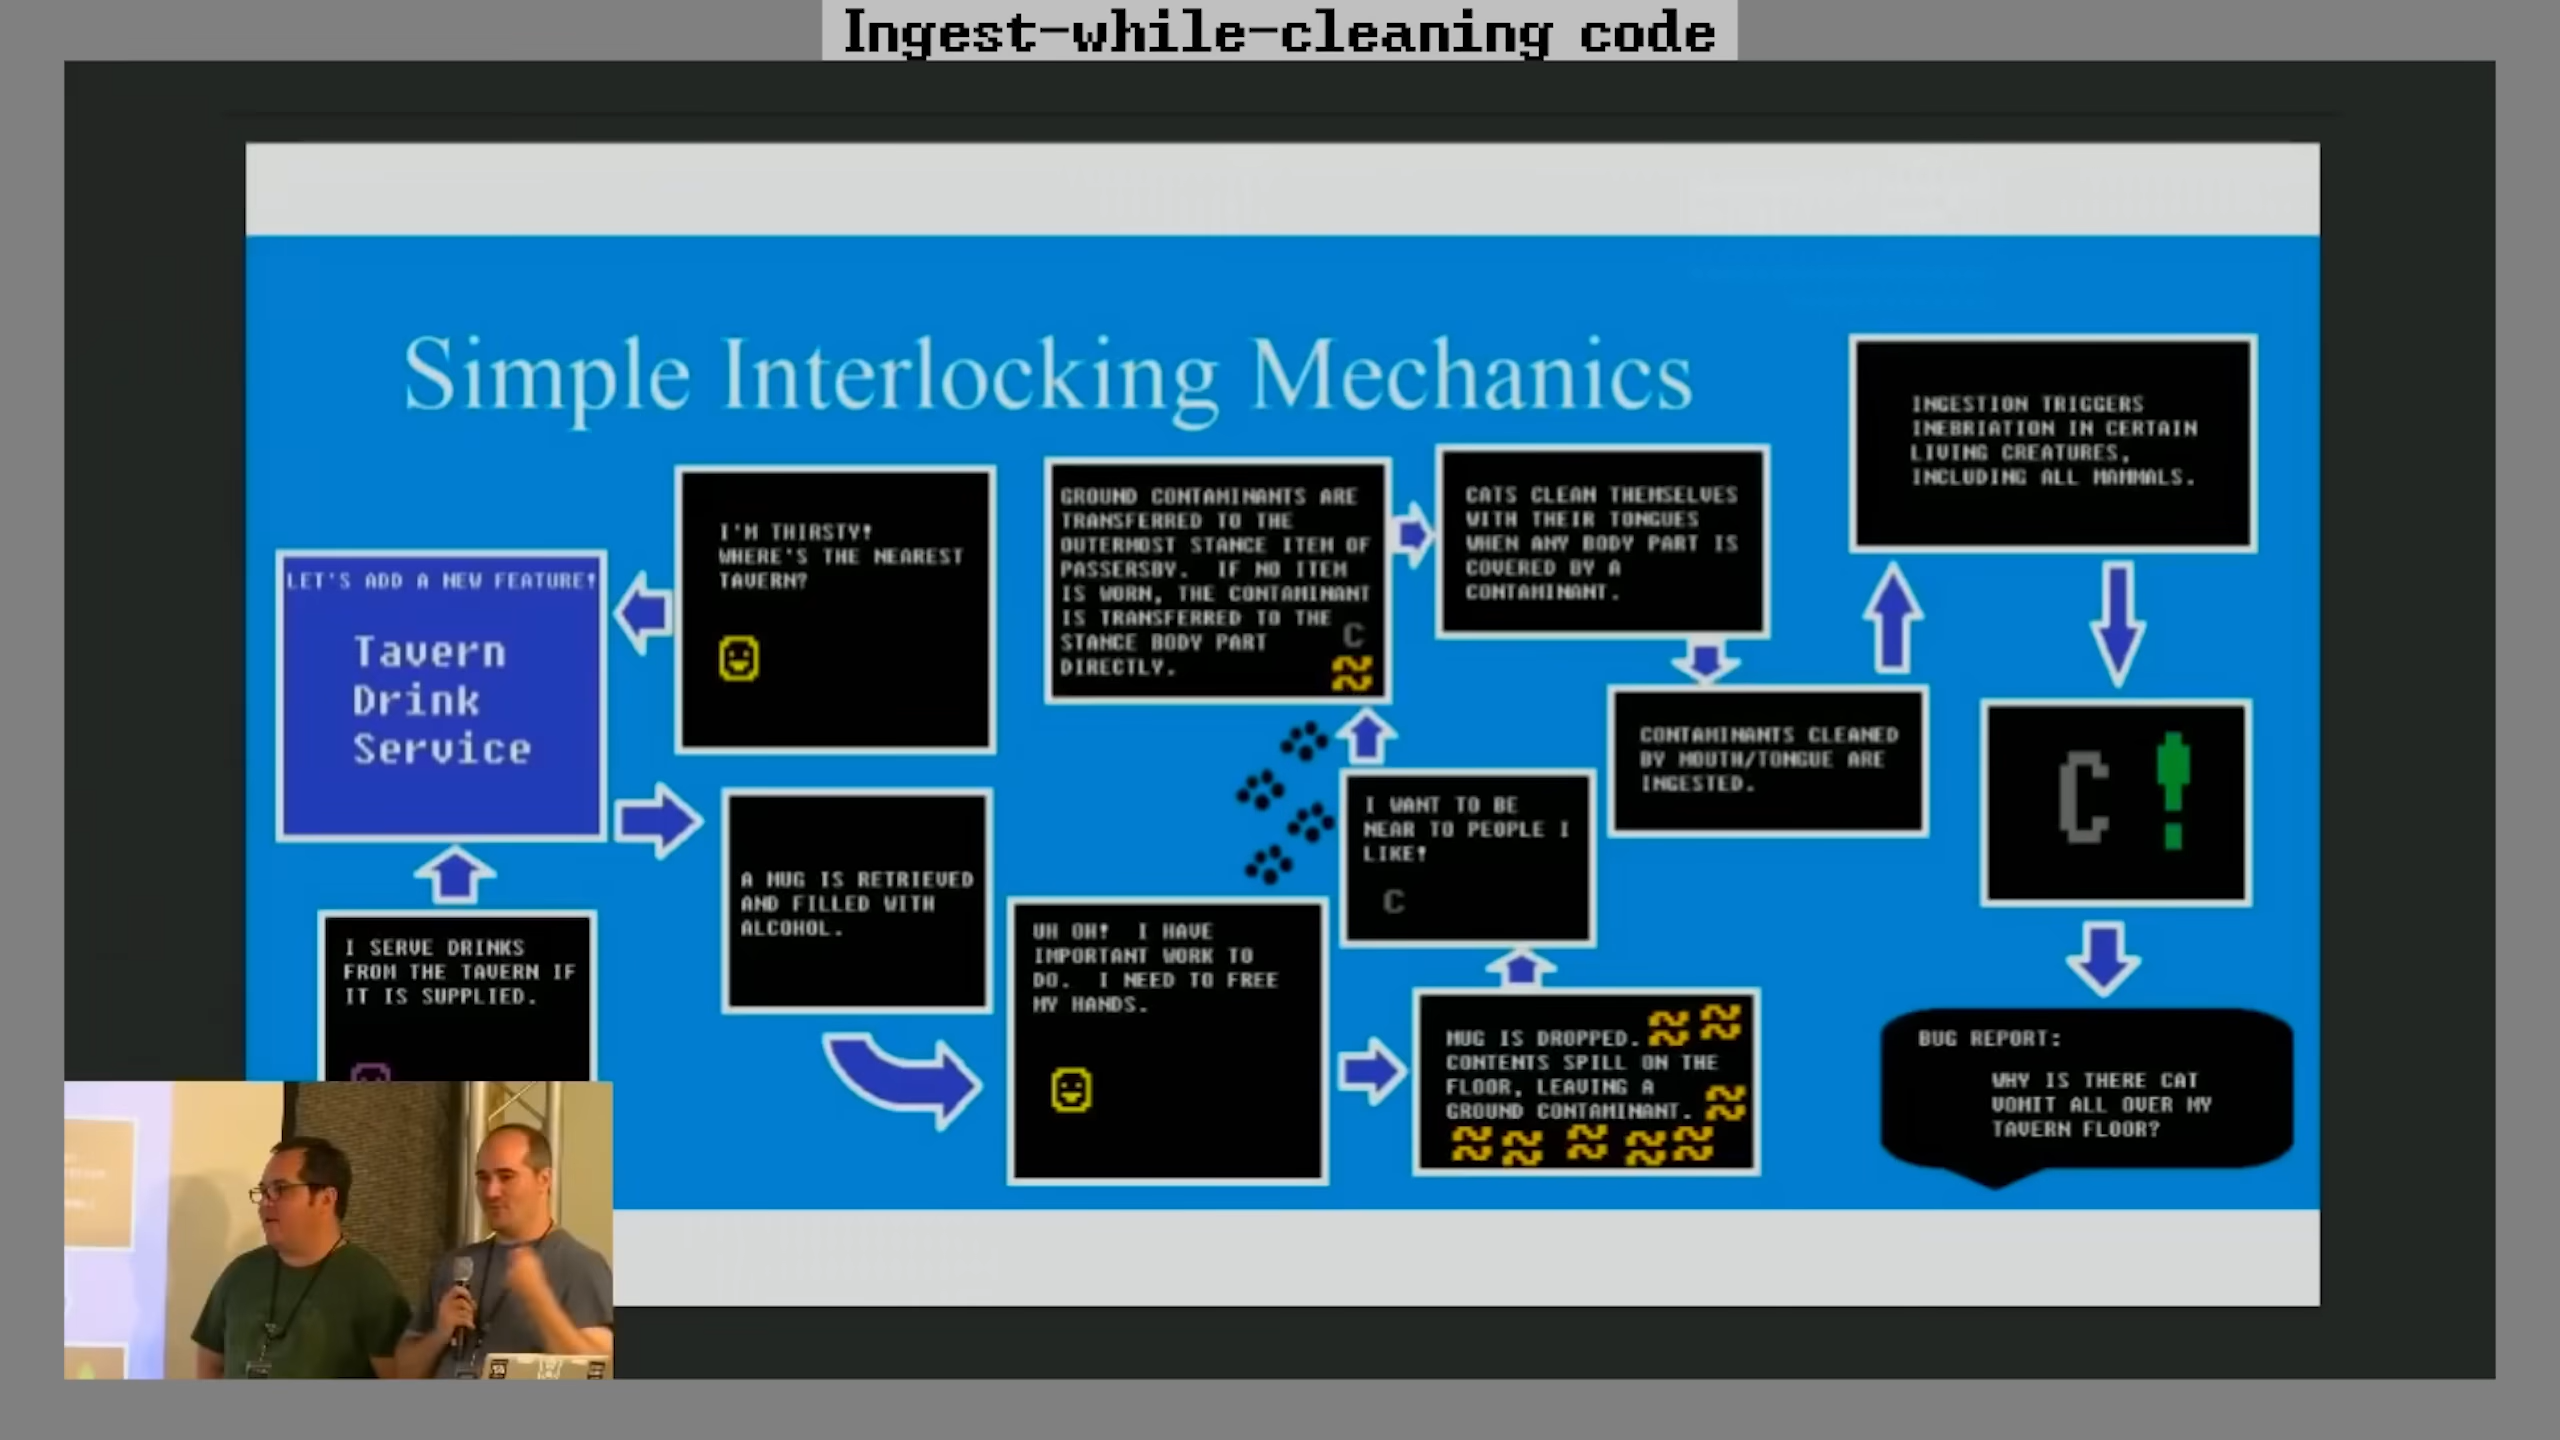 Ingest-while-cleaning code
Simple Interlocking Mechanics
LET'S ADD A NEW FEATURE!
Tavern
Drink
Service
I SERVE DRINKS
FROM THE TAVERN IF
IT IS SUPPLIED.
I'M THIRSTY!
WHERE'S THE NEAREST
TAVERN?
A MUG IS RETRIEVED
AND FILLED WITH
ALCOHOL.
UH OH! I HAVE
IMPORTANT WORK TO
DO. I NEED TO FREE
MY HANDS.
MUG IS DROPPED.
CONTENTS SPILL ON THE
FLOOR, LEAVING A
GROUND CONTAMINANT.
I WANT TO BE
NEAR TO PEOPLE I
LIKE!
C
GROUND CONTAMINANTS ARE
TRANSFERRED TO THE
OUTERMOST STANCE ITEM OF
PASSERSBY. IF NO ITEM
IS WORN, THE CONTAMINANT
IS TRANSFERRED TO THE
STANCE BODY PART
DIRECTLY.
C
CATS CLEAN THEMSELVES
WITH THEIR TONGUES
WHEN ANY BODY PART IS
COVERED BY A
CONTAMINANT.
CONTAMINANTS CLEANED
BY MOUTH/TONGUE ARE
INGESTED.
INGESTION TRIGGERS
INEBRIATION IN CERTAIN
LIVING CREATURES,
INCLUDING ALL MAMMALS.
C !
BUG REPORT:
WHY IS THERE CAT
VOMIT ALL OVER MY
TAVERN FLOOR?